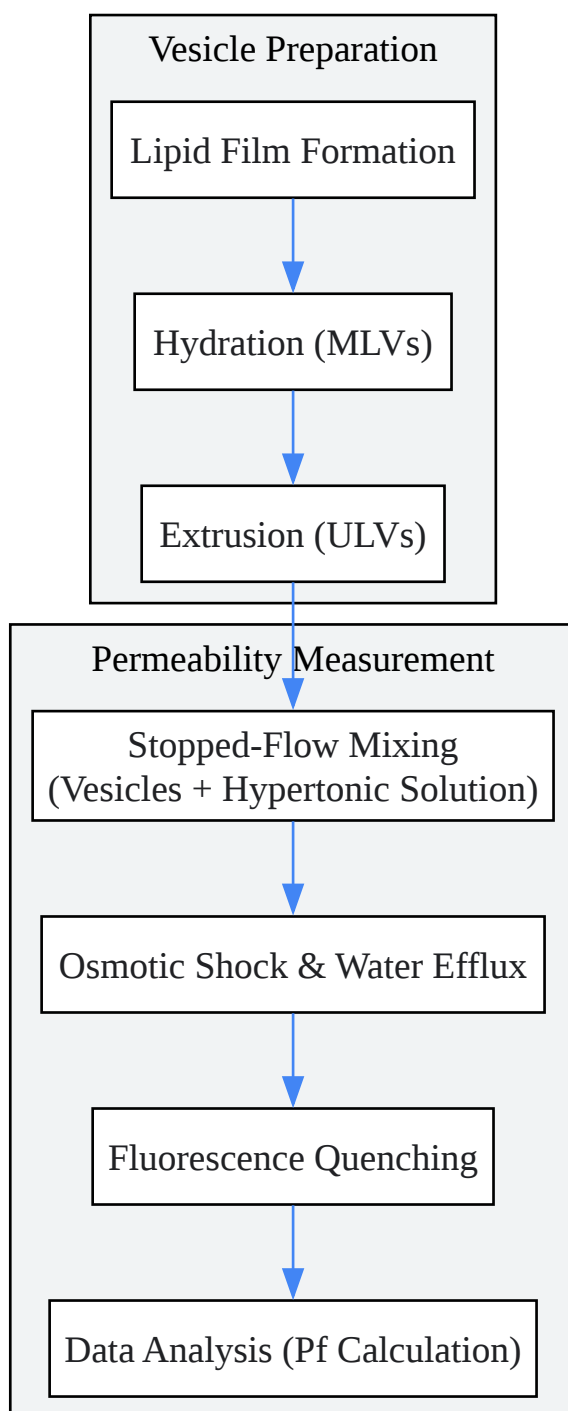 Vesicle Preparation
Lipid Film Formation
Hydration (MLVs)
Extrusion (ULVs)
Permeability Measurement
Stopped-Flow Mixing
(Vesicles + Hypertonic Solution)
Osmotic Shock & Water Efflux
Fluorescence Quenching
Data Analysis (Pf Calculation)